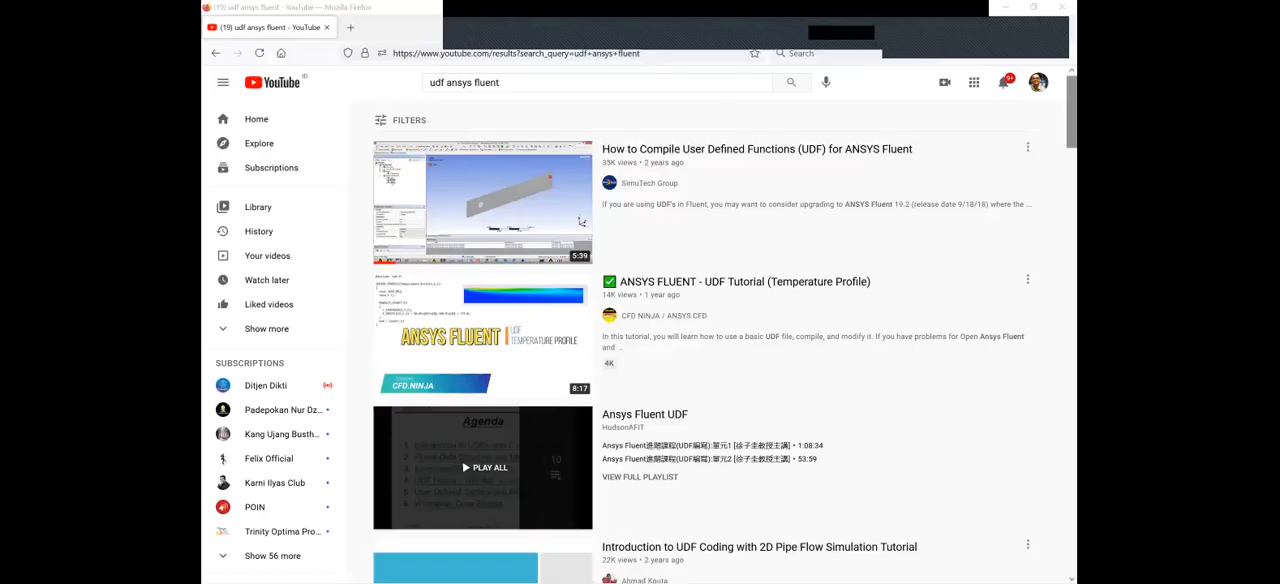 (19) udf ansys fluent - YouTube — Mozilla Firefox
(19) udf ansys fluent - YouTube
https://www.youtube.com/results?search_query=udf+ansys+fluent
Search
YouTube ID
udf ansys fluent
9+
Home
Explore
Subscriptions
Library
History
Your videos
Watch later
Liked videos
Show more
SUBSCRIPTIONS
Ditjen Dikti
Padepokan Nur Dz...
Kang Ujang Busth...
Felix Official
Karni Ilyas Club
POIN
Trinity Optima Pro...
Show 56 more
FILTERS
5:39
How to Compile User Defined Functions (UDF) for ANSYS Fluent
35K views • 2 years ago
SimuTech Group
If you are using UDF's in Fluent, you may want to consider upgrading to ANSYS Fluent 19.2 (release date 9/18/18) where the ...
ANSYS FLUENT
UDF
TEMPERATURE PROFILE
CFD.NINJA
8:17
ANSYS FLUENT - UDF Tutorial (Temperature Profile)
14K views • 1 year ago
CFD NINJA / ANSYS CFD
In this tutorial, you will learn how to use a basic UDF file, compile, and modify it. If you have problems for Open Ansys Fluent
and ...
4K
Agenda
PLAY ALL
10
Ansys Fluent UDF
HudsonAFIT
Ansys Fluent進階課程(UDF編寫):單元1 [徐子圭教授主講] • 1:08:34
Ansys Fluent進階課程(UDF編寫):單元2 [徐子圭教授主講] • 53:59
VIEW FULL PLAYLIST
Introduction to UDF Coding with 2D Pipe Flow Simulation Tutorial
22K views • 2 years ago
Ahmad Kouta